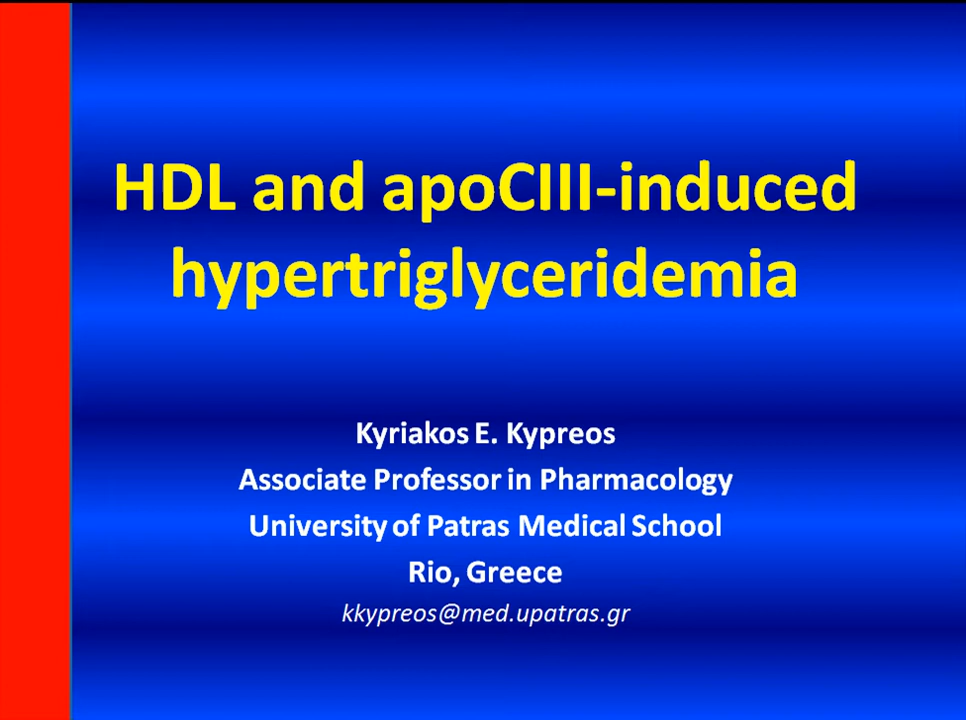 HDL and apoCIII-induced
hypertriglyceridemia
Kyriakos E. Kypreos
Associate Professor in Pharmacology
University of Patras Medical School
Rio, Greece
kkypreos@med.upatras.gr